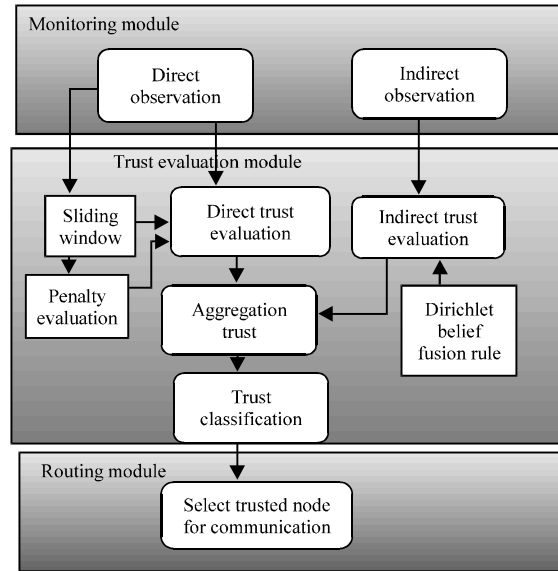 Monitoring module
Direct
observation
Indirect
observation
Trust evaluation module
Sliding
window
Direct trust
evaluation
Indirect trust
evaluation
Penalty
evaluation
Aggregation
trust
Dirichlet
belief
fusion rule
Trust
classification
Routing module
Select trusted node
for communication